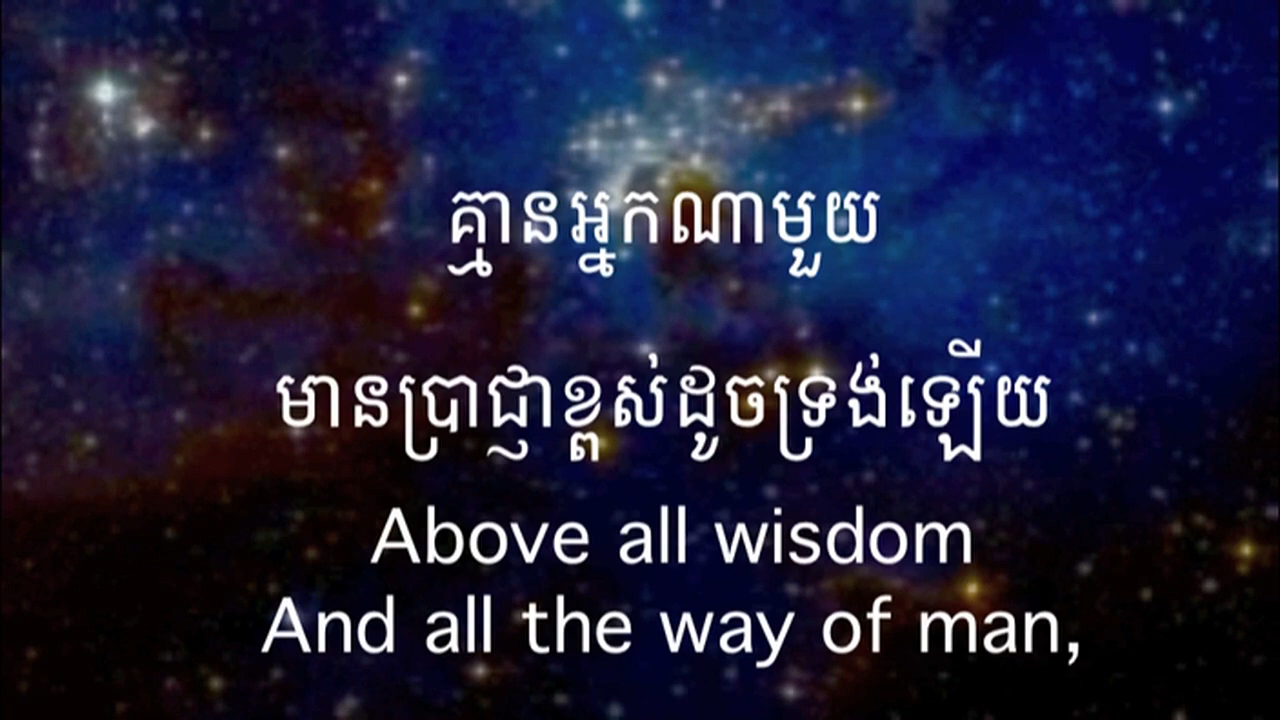 គ្មានអ្នកណាមួយ
មានប្រាជ្ញាខ្ពស់ដូចទ្រង់ឡើយ
Above all wisdom
And all the way of man,